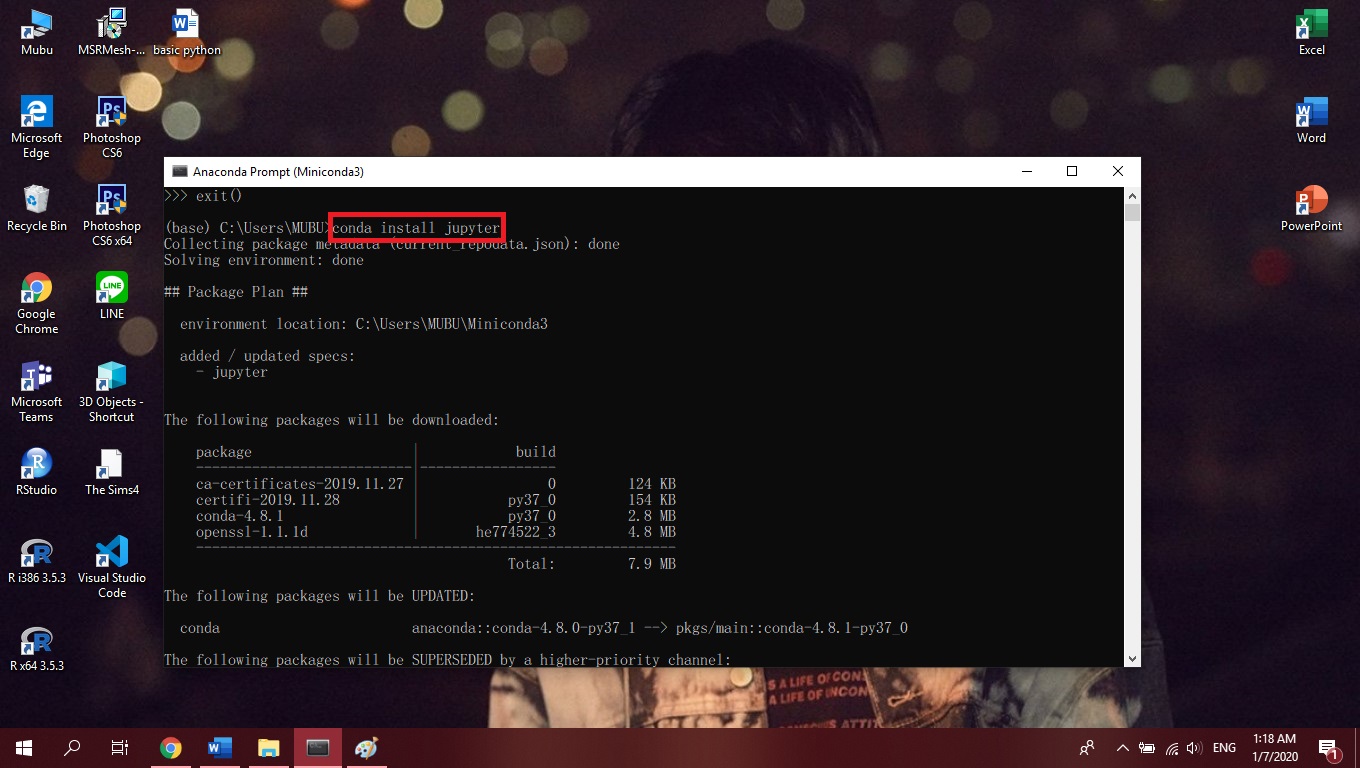 Mubu
MSRMesh-...
basic python
Microsoft
Edge
Photoshop
CS6
Recycle Bin
Photoshop
CS6 x64
Google
Chrome
LINE
LINE
Microsoft
Teams
3D Objects -
Shortcut
RStudio
The Sims4
R i386 3.5.3
Visual Studio
Code
R x64 3.5.3
Excel
Word
PowerPoint
Anaconda Prompt (Miniconda3)
>>> exit()
(base) C:\Users\MUBU>conda install jupyter
Collecting package metadata (current_repodata.json): done
Solving environment: done
## Package Plan ##
environment location: C:\Users\MUBU\Miniconda3
added / updated specs:
- jupyter
The following packages will be downloaded:
package | build
---------------------------|-----------------
ca-certificates-2019.11.27 | 0 124 KB
certifi-2019.11.28 | py37_0 154 KB
conda-4.8.1 | py37_0 2.8 MB
openssl-1.1.1d | he774522_3 4.8 MB
------------------------------------------------------------
Total: 7.9 MB
The following packages will be UPDATED:
conda anaconda::conda-4.8.0-py37_1 --> pkgs/main::conda-4.8.1-py37_0
The following packages will be SUPERSEDED by a higher-priority channel:
S A LIFE OF CONS
A LIFE OF UNCON
ENG
1:18 AM
1/7/2020
1